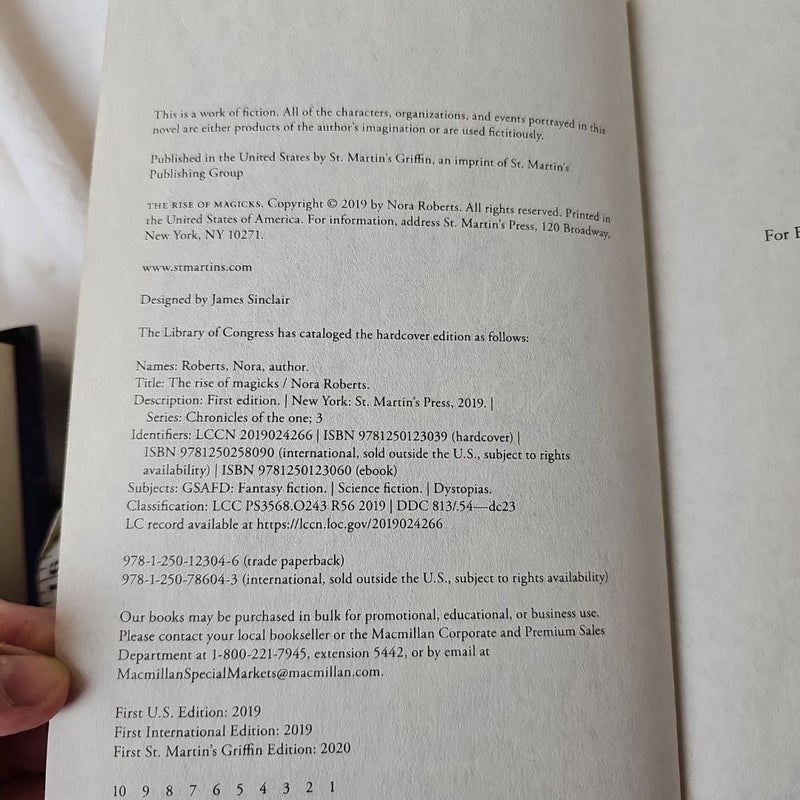 This is a work of fiction. All of the characters, organizations, and events portrayed in this
novel are either products of the author's imagination or are used fictitiously.
Published in the United States by St. Martin's Griffin, an imprint of St. Martin's
Publishing Group
THE RISE OF MAGICKS. Copyright © 2019 by Nora Roberts. All rights reserved. Printed in
the United States of America. For information, address St. Martin's Press, 120 Broadway,
New York, NY 10271.
www.stmartins.com
Designed by James Sinclair
The Library of Congress has cataloged the hardcover edition as follows:
Names: Roberts, Nora, author.
Title: The rise of magicks / Nora Roberts.
Description: First edition. | New York: St. Martin's Press, 2019. |
Series: Chronicles of the one; 3
Identifiers: LCCN 2019024266 | ISBN 9781250123039 (hardcover) |
ISBN 9781250258090 (international, sold outside the U.S., subject to rights
availability) | ISBN 9781250123060 (ebook)
Subjects: GSAFD: Fantasy fiction. | Science fiction. | Dystopias.
Classification: LCC PS3568.O243 R56 2019 | DDC 813/.54—dc23
LC record available at https://lccn.loc.gov/2019024266
978-1-250-12304-6 (trade paperback)
978-1-250-78604-3 (international, sold outside the U.S., subject to rights availability)
Our books may be purchased in bulk for promotional, educational, or business use.
Please contact your local bookseller or the Macmillan Corporate and Premium Sales
Department at 1-800-221-7945, extension 5442, or by email at
MacmillanSpecialMarkets@macmillan.com.
First U.S. Edition: 2019
First International Edition: 2019
First St. Martin's Griffin Edition: 2020
10 9 8 7 6 5 4 3 2 1
For